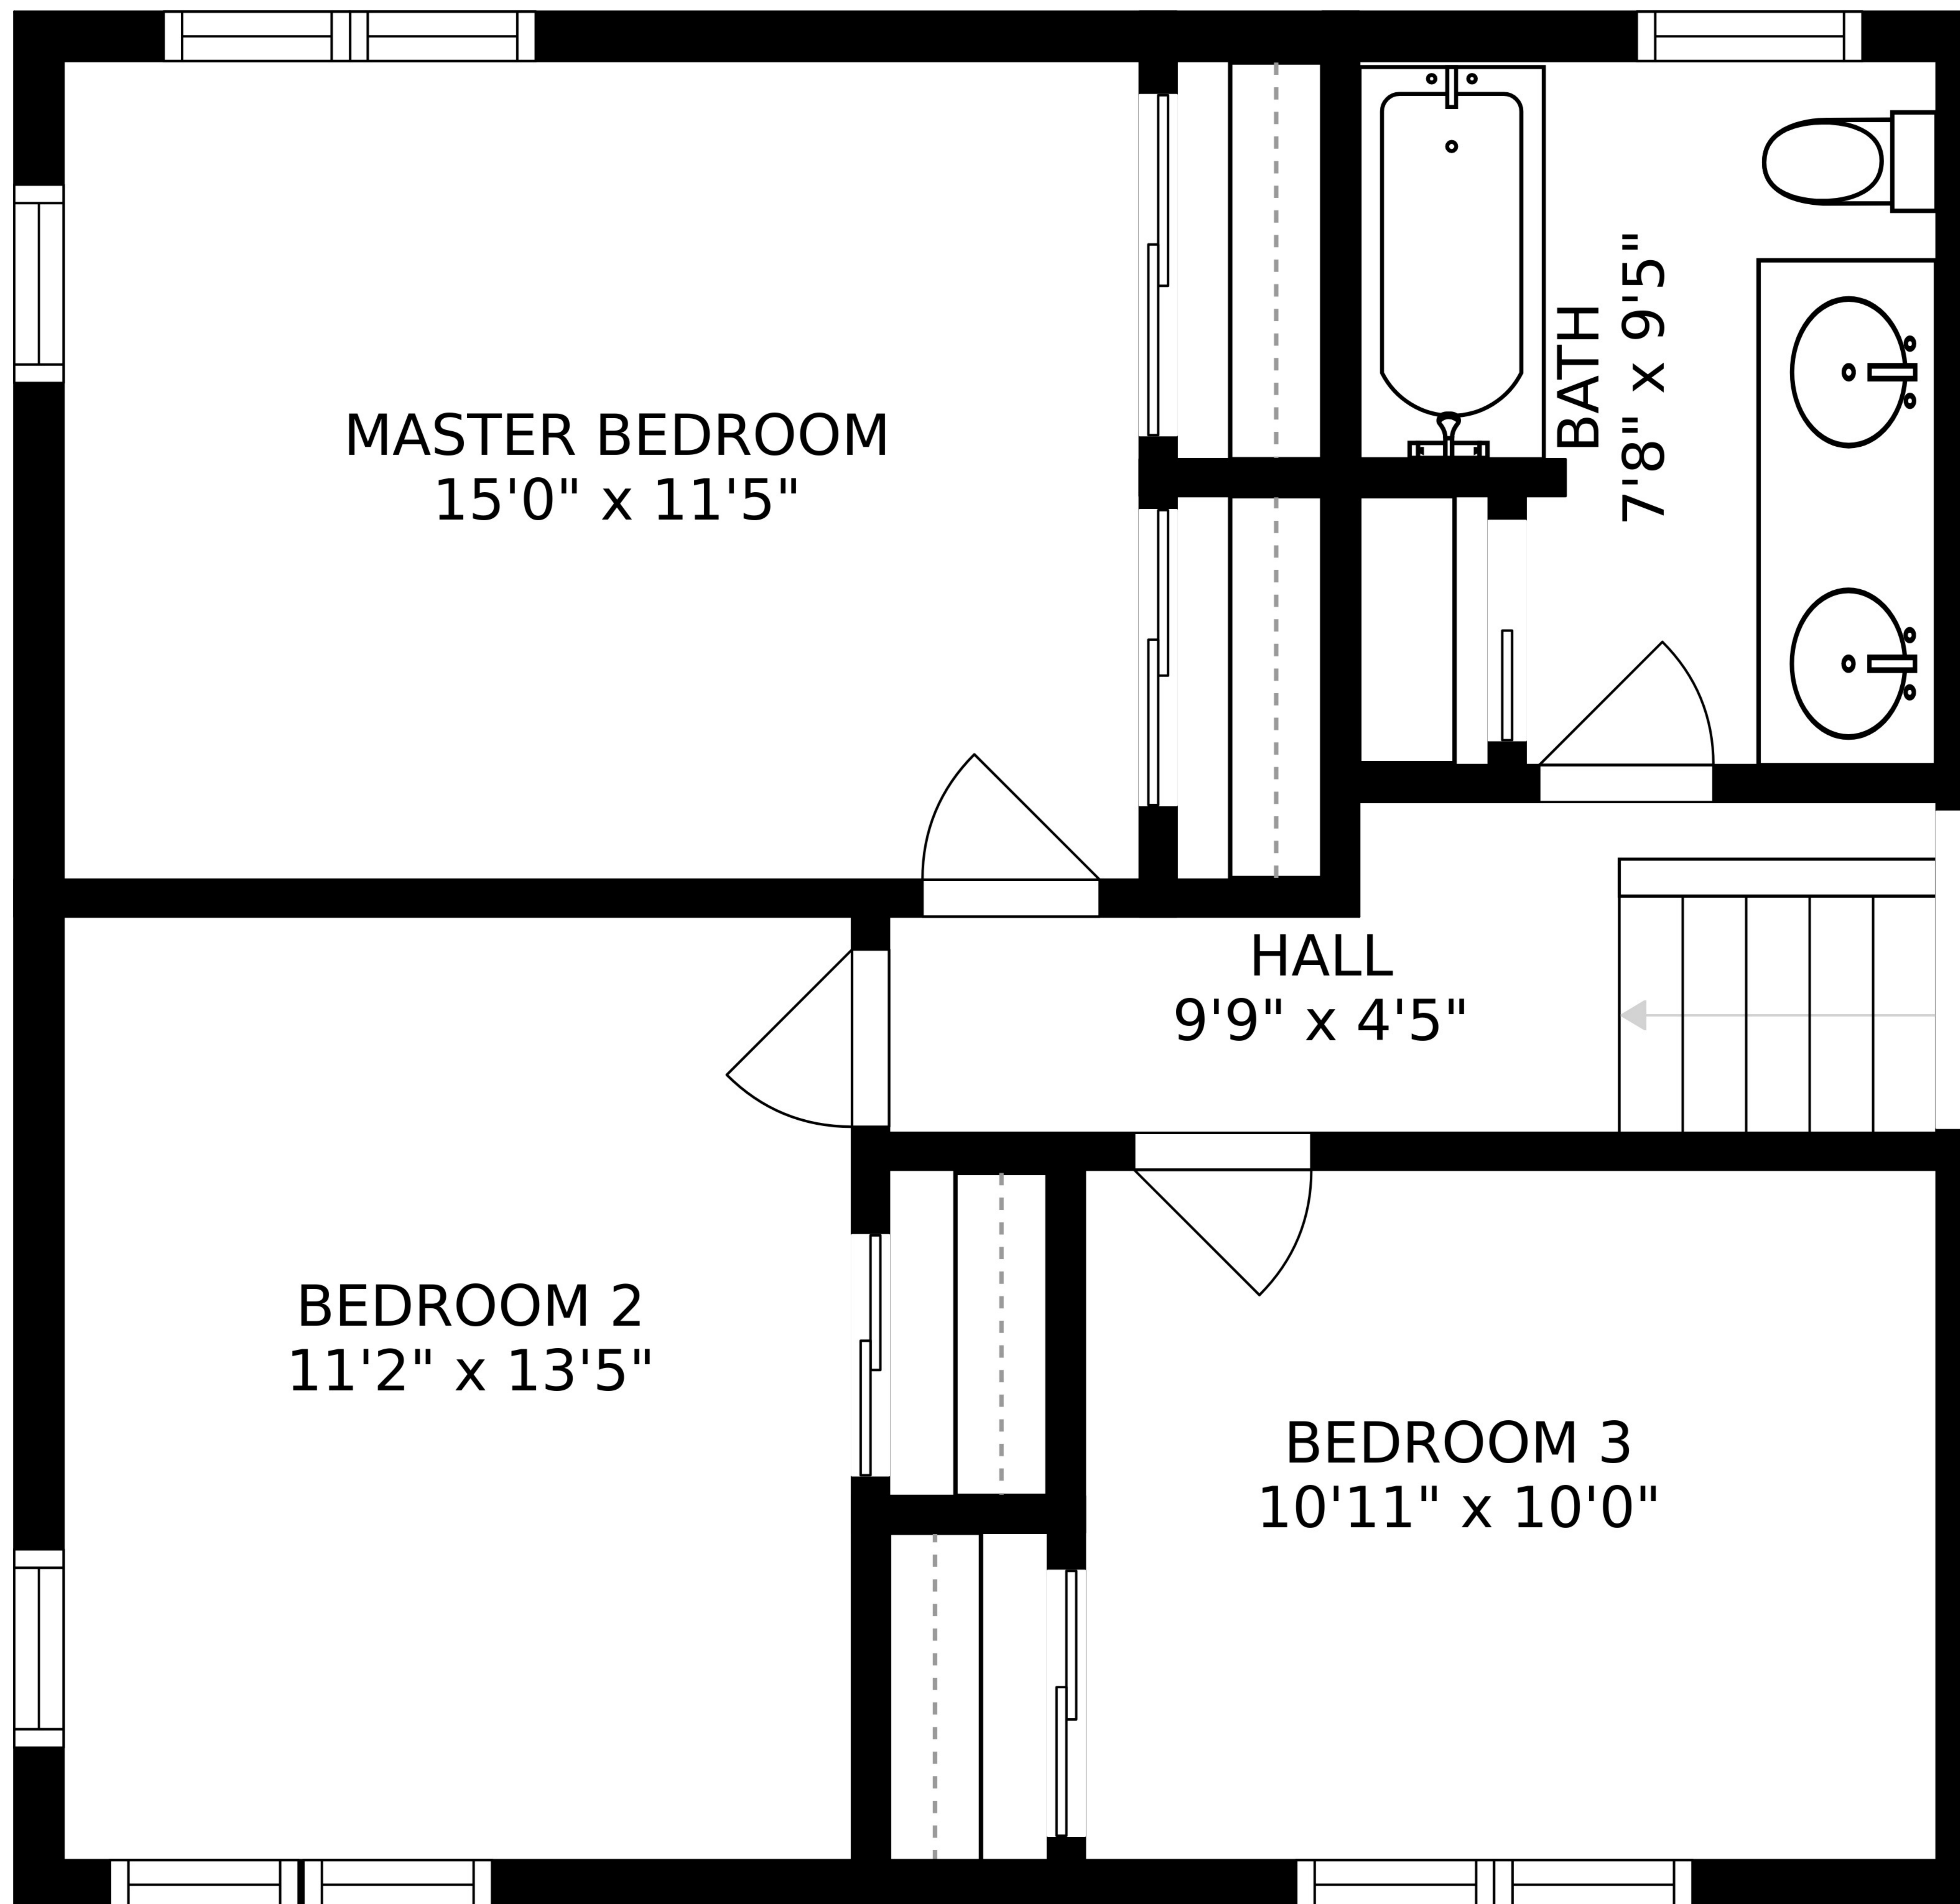 MASTER BEDROOM
15'0" x 11'5"
BATH
7'8" x 9'5"
HALL
9'9" x 4'5"
BEDROOM 2
11'2" x 13'5"
BEDROOM 3
10'11" x 10'0"